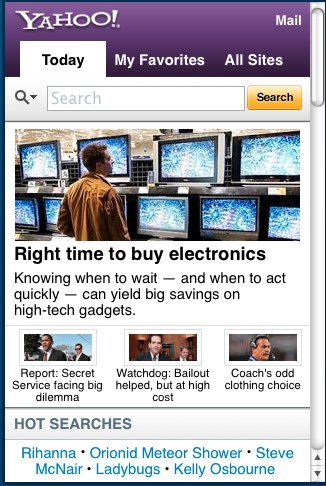 YAHOO!
Mail
Today
My Favorites
All Sites
Search
Search
Right time to buy electronics
Knowing when to wait — and when to act
quickly — can yield big savings on
high-tech gadgets.
Report: Secret
Service facing big
dilemma
Watchdog: Bailout
helped, but at high
cost
Coach's odd
clothing choice
HOT SEARCHES
Rihanna • Orionid Meteor Shower • Steve
McNair • Ladybugs • Kelly Osbourne